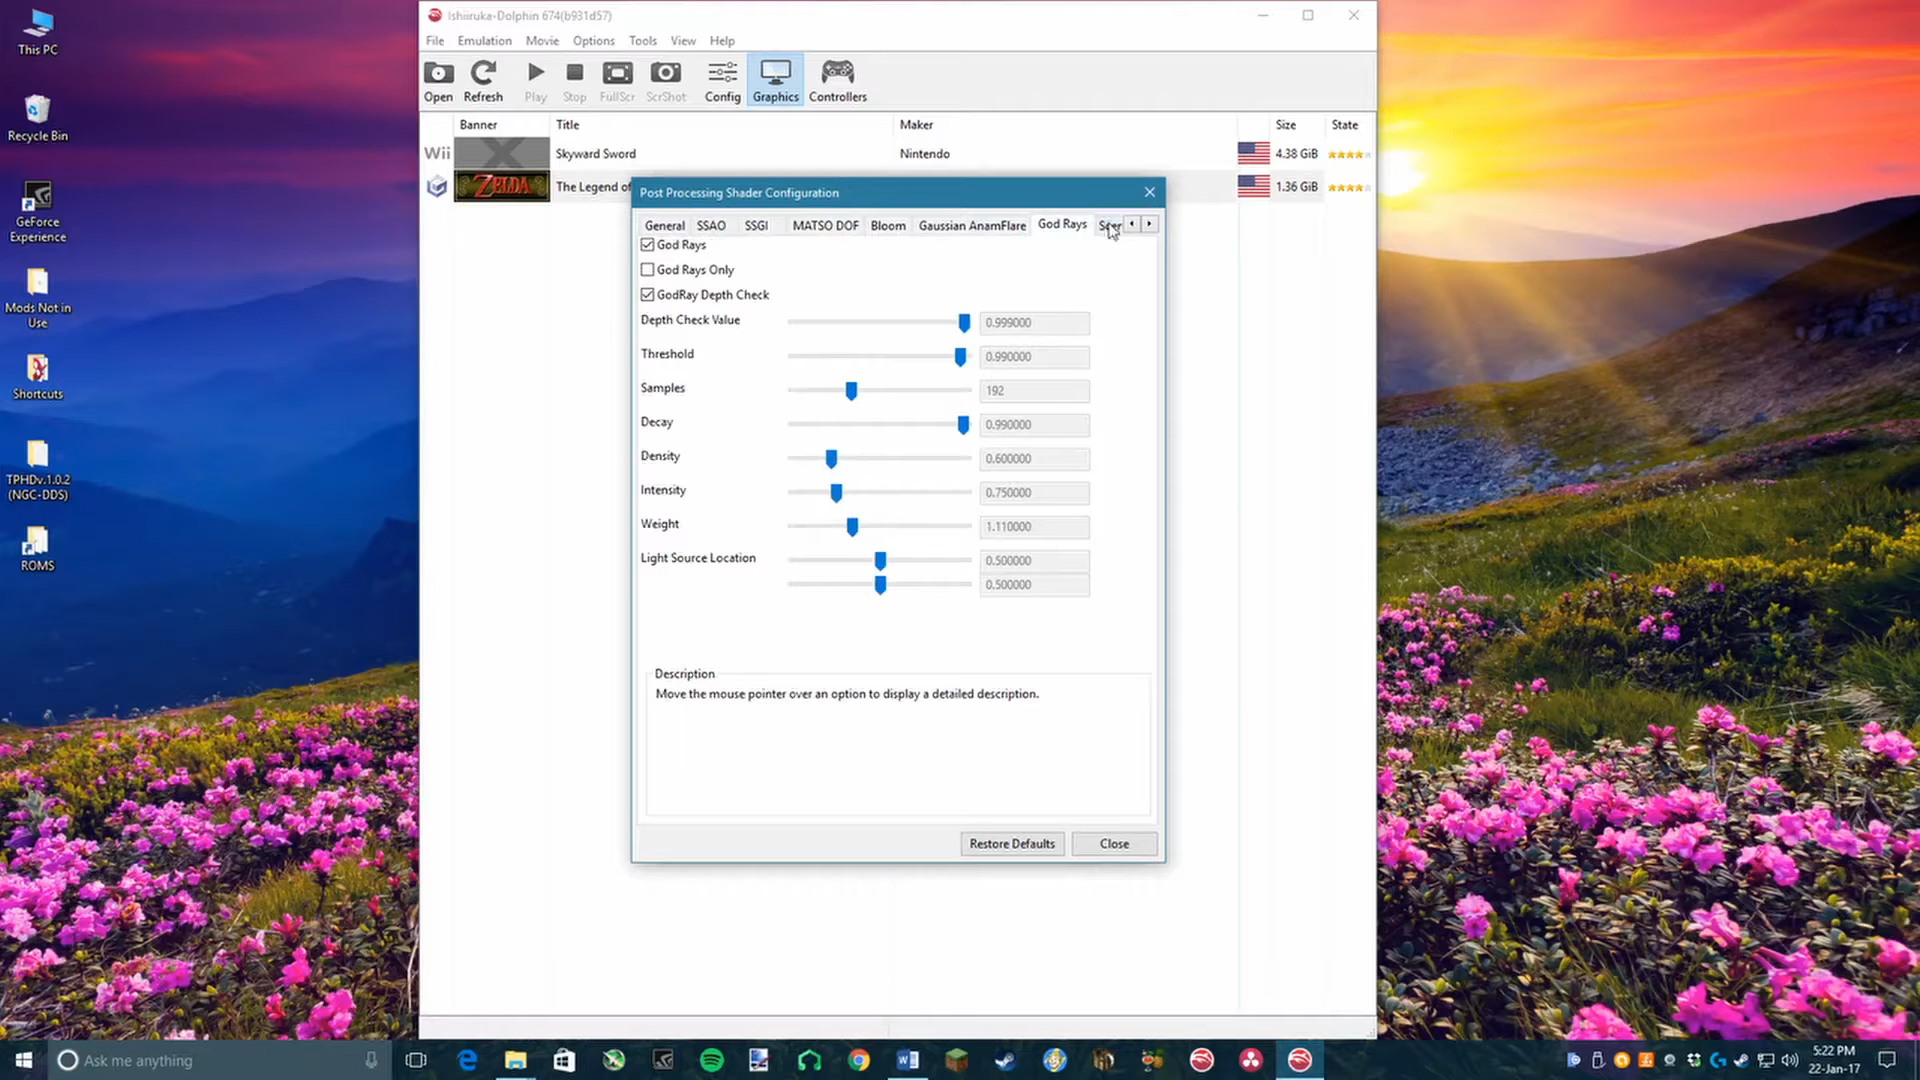 This PC
Recycle Bin
GeForce
Experience
Mods Not in
Use
Shortcuts
TPHDv.1.0.2
(NGC-DDS)
ROMS
Ishiiruka-Dolphin 674(b931d57)
File Emulation Movie Options Tools View Help
Open Refresh Play Stop FullScr ScrShot Config Graphics Controllers
Banner Title Maker Size State
Wii Skyward Sword Nintendo 4.38 GiB
ZELDA The Legend of 1.36 GiB
Post Processing Shader Configuration
General SSAO SSGI MATSO DOF Bloom Gaussian AnamFlare God Rays
God Rays
God Rays Only
GodRay Depth Check
Depth Check Value 0.999000
Threshold 0.990000
Samples 192
Decay 0.990000
Density 0.600000
Intensity 0.750000
Weight 1.110000
Light Source Location 0.500000
0.500000
Description
Move the mouse pointer over an option to display a detailed description.
Restore Defaults Close
Ask me anything
5:22 PM
22-Jan-17